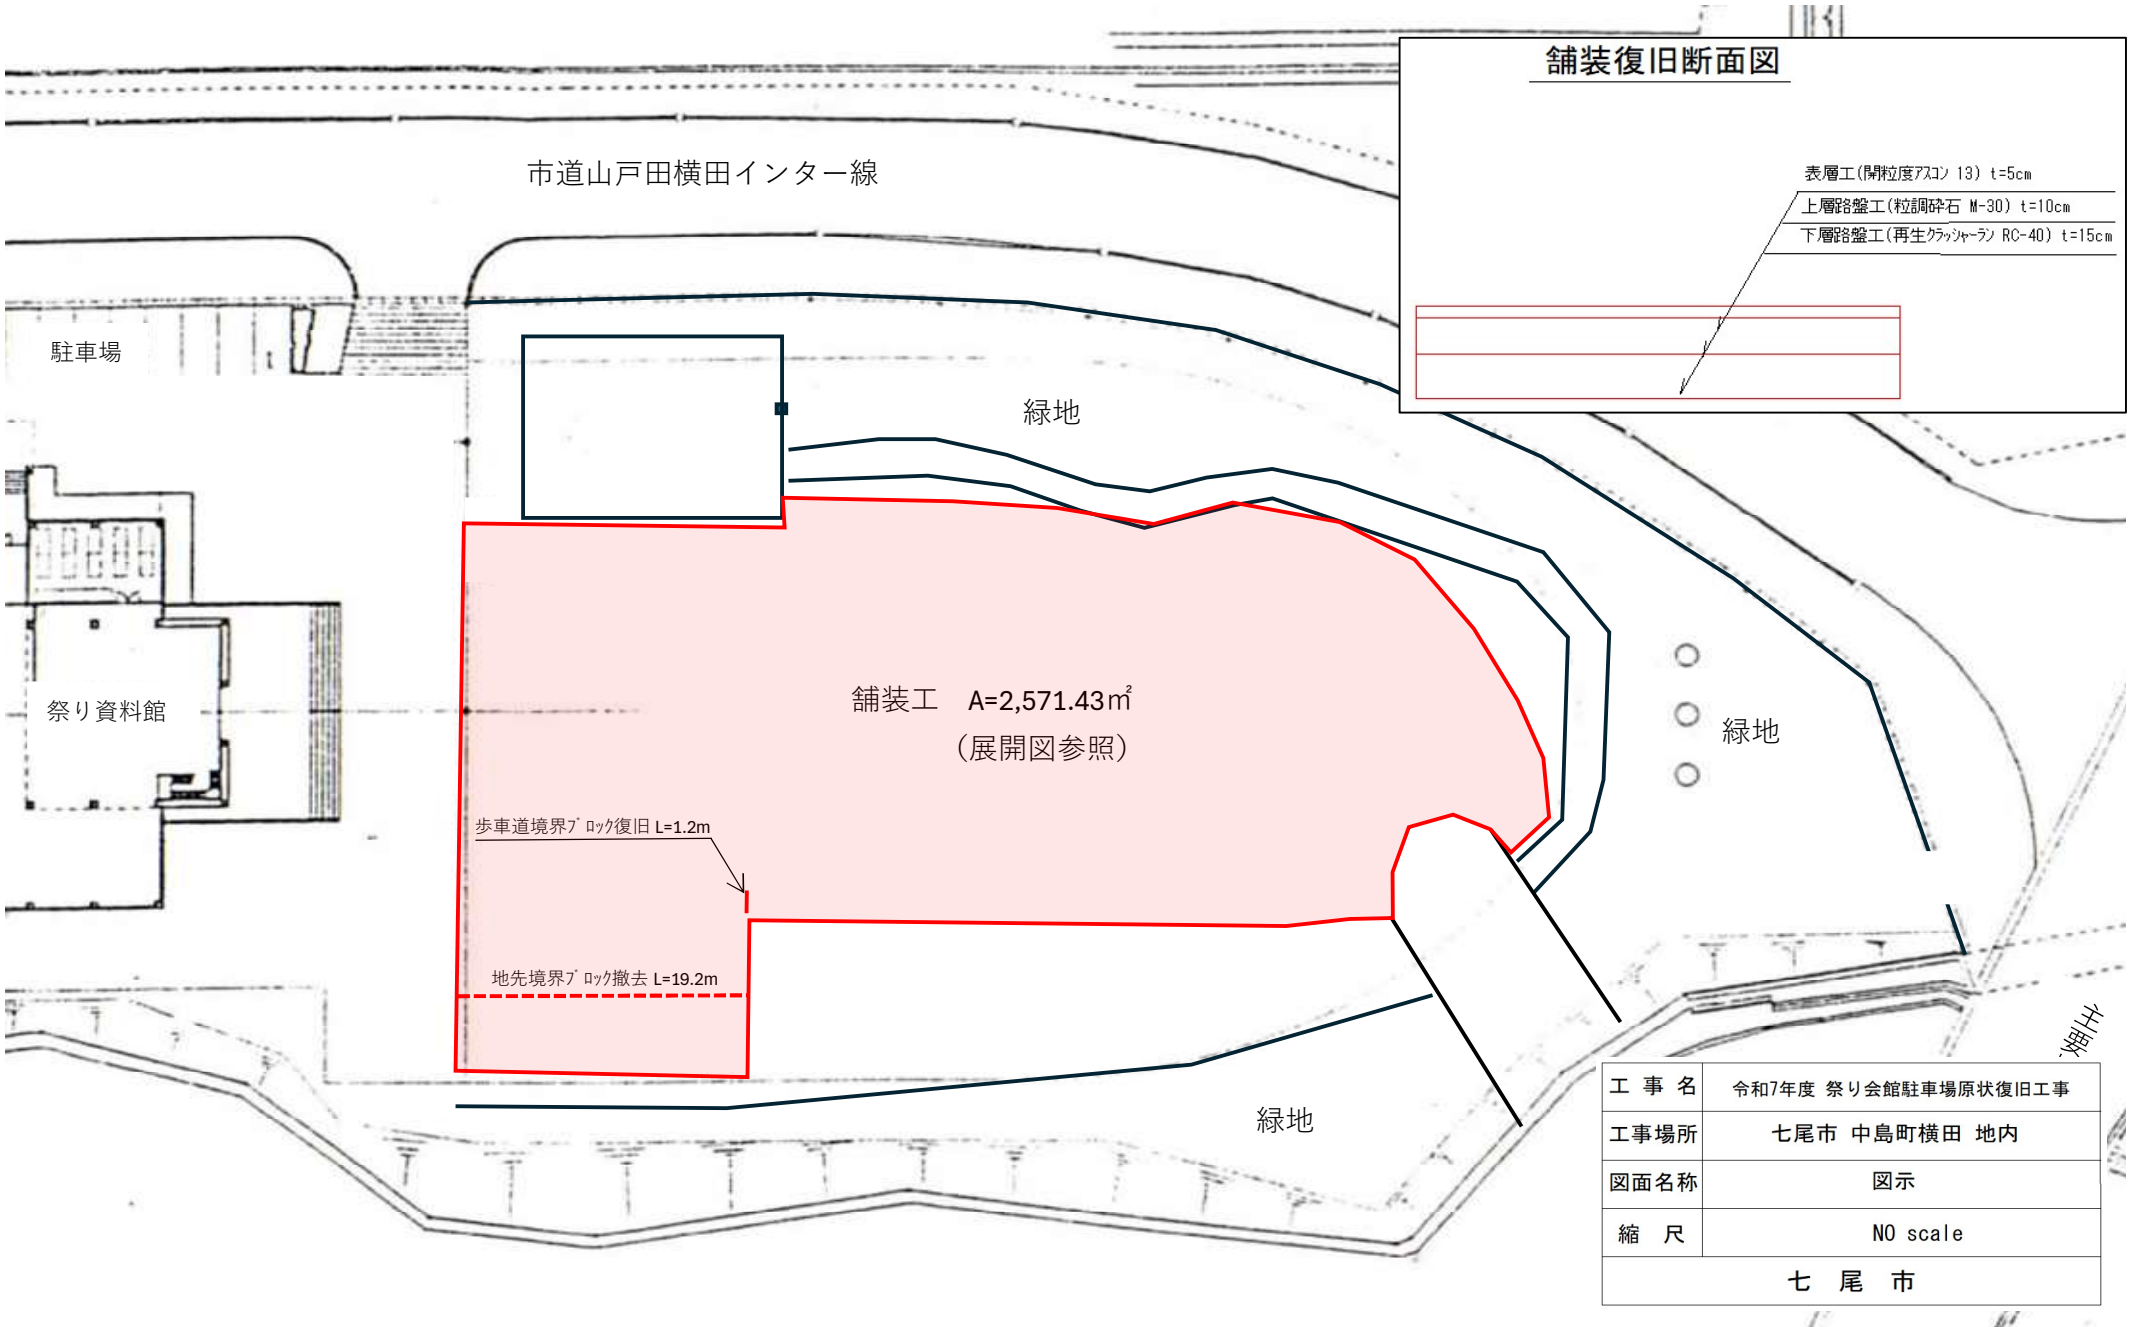 舗装復旧断面図
表層工(開粒度アスコン 13) t=5cm
上層路盤工(粒調砕石 M-30) t=10cm
下層路盤工(再生クラッシャーラン RC-40) t=15cm
市道山戸田横田インター線
駐車場
緑地
祭り資料館
舗装工 A=2,571.43㎡
(展開図参照)
緑地
歩車道境界ブロック復旧 L=1.2m
地先境界ブロック撤去 L=19.2m
緑地
主要
工事名 令和7年度 祭り会館駐車場原状復旧工事
工事場所 七尾市 中島町横田 地内
図面名称 図示
縮尺 NO scale
七尾市